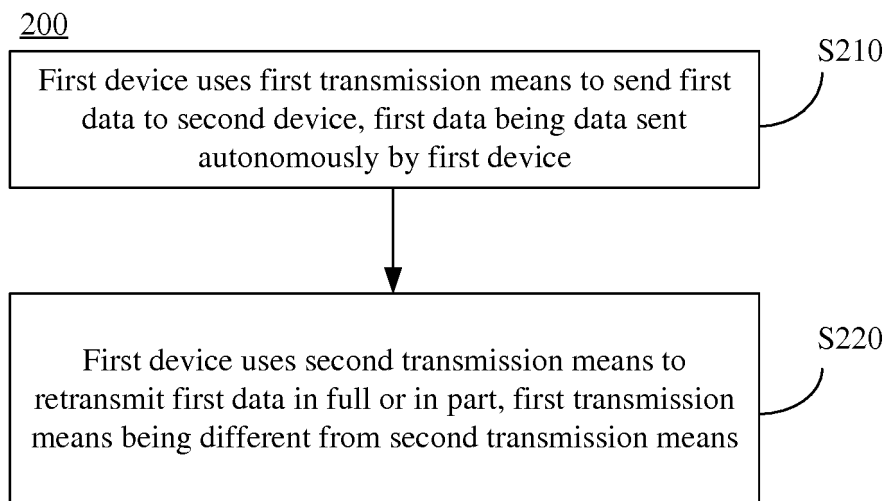 200
S210
First device uses first transmission means to send first
data to second device, first data being data sent
autonomously by first device
S220
First device uses second transmission means to
retransmit first data in full or in part, first transmission
means being different from second transmission means